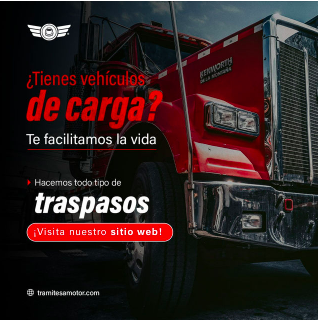 ¿Tienes vehículos
de carga?
Te facilitamos la vida
Hacemos todo tipo de
traspasos
¡Visita nuestro sitio web!
tramitesamotor.com
KENWORTH